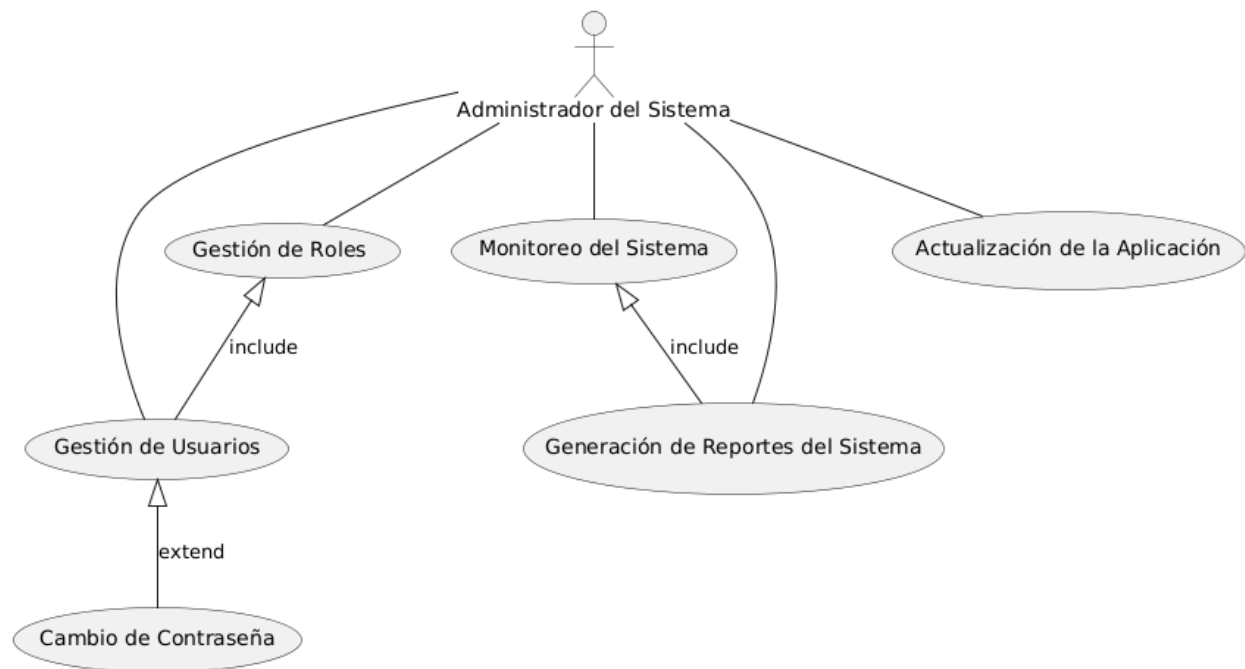 Administrador del Sistema
Gestión de Roles
Monitoreo del Sistema
Actualización de la Aplicación
include
include
Gestión de Usuarios
Generación de Reportes del Sistema
extend
Cambio de Contraseña